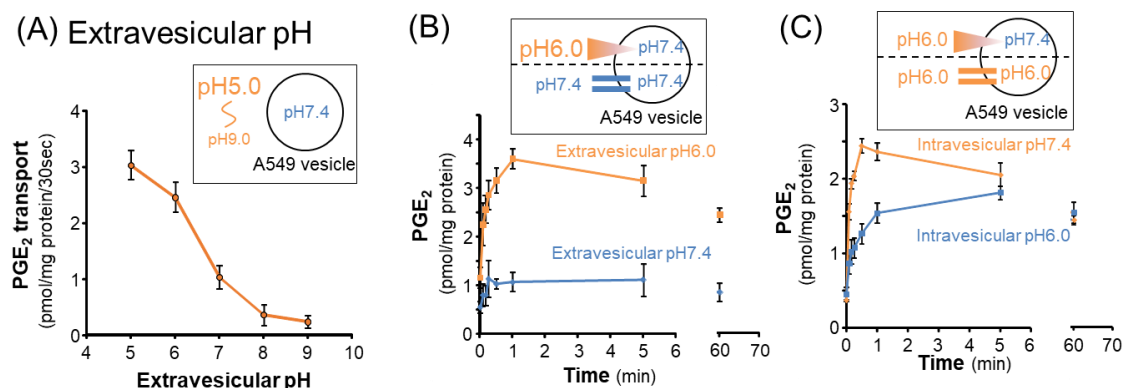 (A) Extravesicular pH
pH5.0
pH9.0
pH7.4
A549 vesicle
PGE2 transport
(pmol/mg protein/30sec)
4
3
2
1
0
4 5 6 7 8 9 10
Extravesicular pH
(B)
pH6.0 pH7.4
pH7.4 pH7.4
A549 vesicle
PGE2
(pmol/mg protein)
4
3
2
1
0
Extravesicular pH6.0
Extravesicular pH7.4
0 1 2 3 4 5 6 60 70
Time (min)
(C)
pH6.0 pH7.4
pH6.0 pH6.0
A549 vesicle
PGE2
(pmol/mg protein)
3
2
1
0
Intravesicular pH7.4
Intravesicular pH6.0
0 1 2 3 4 5 6 60 70
Time (min)